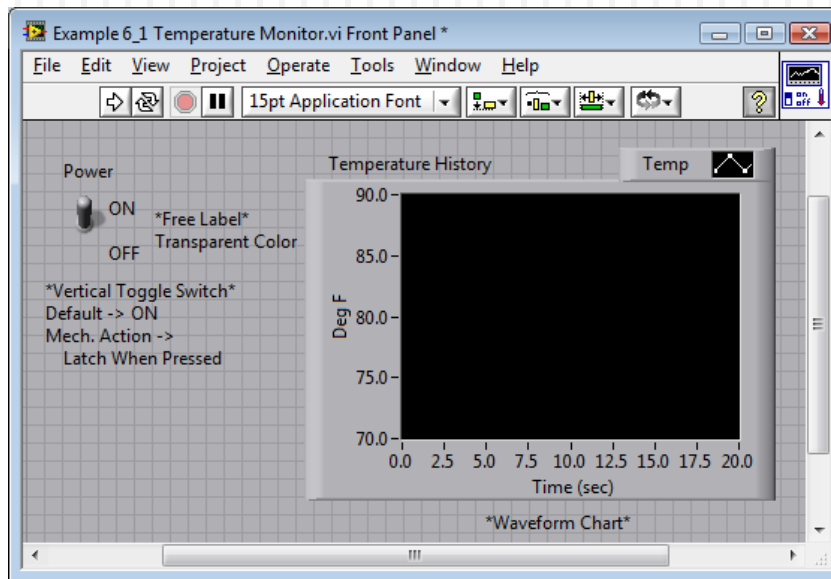 Example 6_1 Temperature Monitor.vi Front Panel *
File Edit View Project Operate Tools Window Help
15pt Application Font
on
off
Power
ON
OFF
*Free Label*
Transparent Color
*Vertical Toggle Switch*
Default -> ON
Mech. Action ->
Latch When Pressed
Temperature History
Temp
90.0
85.0
80.0
75.0
70.0
Deg F
0.0 2.5 5.0 7.5 10.0 12.5 15.0 17.5 20.0
Time (sec)
*Waveform Chart*